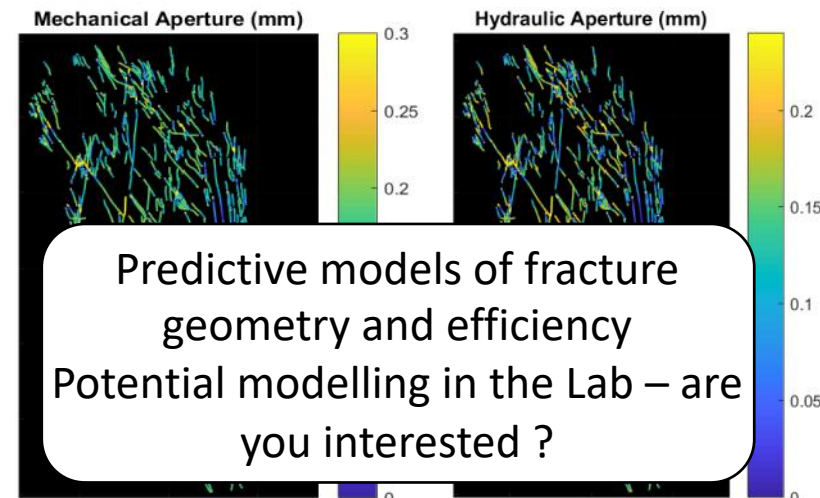 Mechanical Aperture (mm)
Hydraulic Aperture (mm)
0.3
0.25
0.2
0
0.2
0.15
0.1
0.05
0
Predictive models of fracture
geometry and efficiency
Potential modelling in the Lab – are
you interested ?